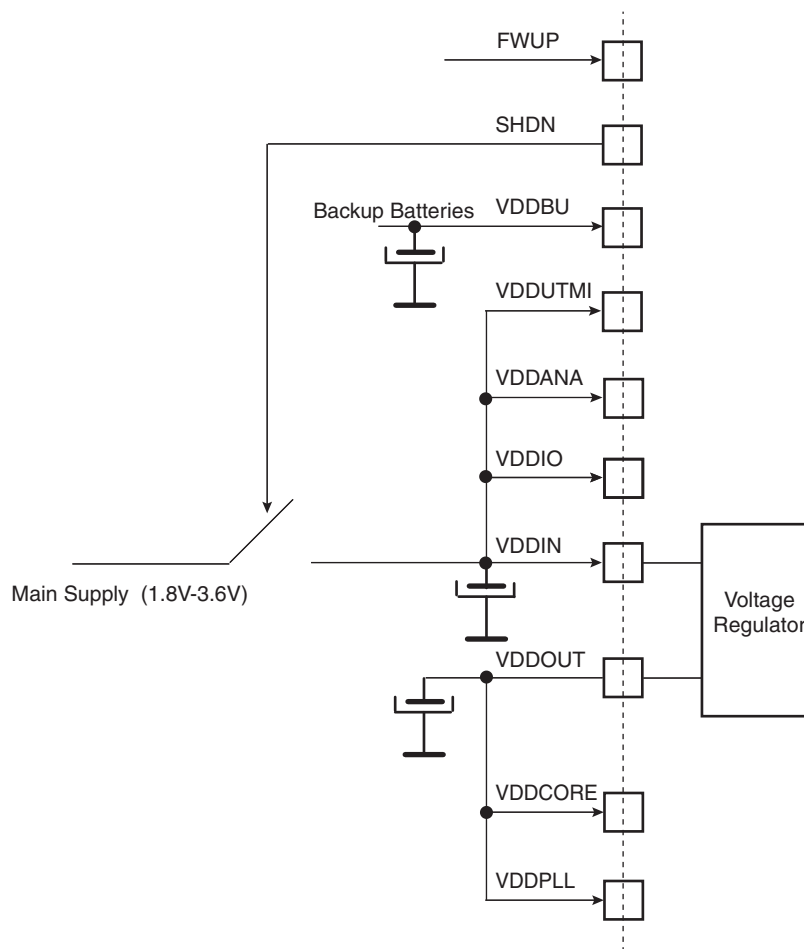 FWUP
SHDN
Backup Batteries
VDDBU
VDDUTMI
VDDANA
VDDIO
VDDIN
Main Supply (1.8V-3.6V)
Voltage
Regulator
VDDOUT
VDDCORE
VDDPLL